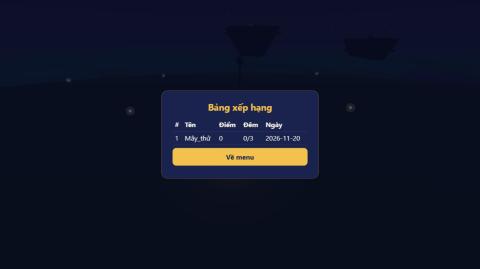 Bảng xếp hạng
# Tên Điểm Đêm Ngày
1 Mây_thử 0 0/3 2026-11-20
Về menu